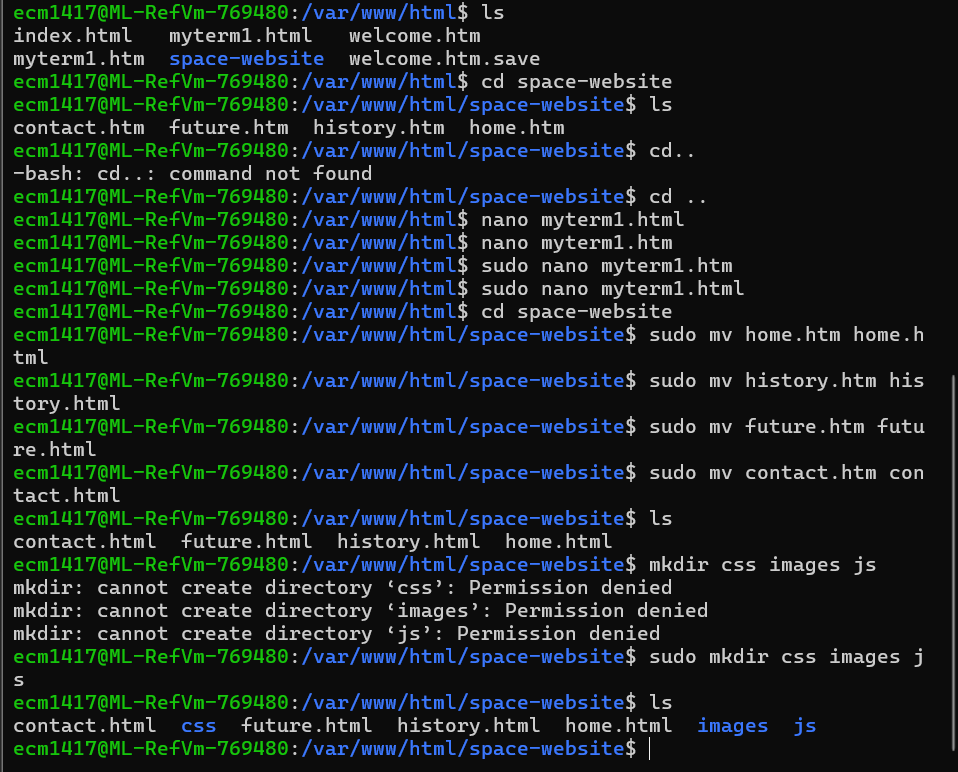 ecm1417@ML-RefVm-769480:/var/www/html$ ls
index.html   myterm1.html   welcome.htm
myterm1.htm  space-website  welcome.htm.save
ecm1417@ML-RefVm-769480:/var/www/html$ cd space-website
ecm1417@ML-RefVm-769480:/var/www/html/space-website$ ls
contact.htm  future.htm  history.htm  home.htm
ecm1417@ML-RefVm-769480:/var/www/html/space-website$ cd..
-bash: cd..: command not found
ecm1417@ML-RefVm-769480:/var/www/html/space-website$ cd ..
ecm1417@ML-RefVm-769480:/var/www/html$ nano myterm1.html
ecm1417@ML-RefVm-769480:/var/www/html$ nano myterm1.htm
ecm1417@ML-RefVm-769480:/var/www/html$ sudo nano myterm1.htm
ecm1417@ML-RefVm-769480:/var/www/html$ sudo nano myterm1.html
ecm1417@ML-RefVm-769480:/var/www/html$ cd space-website
ecm1417@ML-RefVm-769480:/var/www/html/space-website$ sudo mv home.htm home.h
tml
ecm1417@ML-RefVm-769480:/var/www/html/space-website$ sudo mv history.htm his
tory.html
ecm1417@ML-RefVm-769480:/var/www/html/space-website$ sudo mv future.htm futu
re.html
ecm1417@ML-RefVm-769480:/var/www/html/space-website$ sudo mv contact.htm con
tact.html
ecm1417@ML-RefVm-769480:/var/www/html/space-website$ ls
contact.html  future.html  history.html  home.html
ecm1417@ML-RefVm-769480:/var/www/html/space-website$ mkdir css images js
mkdir: cannot create directory ‘css’: Permission denied
mkdir: cannot create directory ‘images’: Permission denied
mkdir: cannot create directory ‘js’: Permission denied
ecm1417@ML-RefVm-769480:/var/www/html/space-website$ sudo mkdir css images j
s
ecm1417@ML-RefVm-769480:/var/www/html/space-website$ ls
contact.html  css  future.html  history.html  home.html  images  js
ecm1417@ML-RefVm-769480:/var/www/html/space-website$